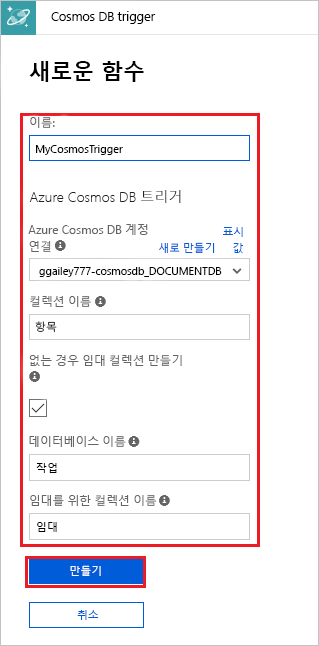 Cosmos DB trigger
새로운 함수
이름:
MyCosmosTrigger
Azure Cosmos DB 트리거
Azure Cosmos DB 계정 표시
연결 새로 만들기 값
ggailey777-cosmosdb_DOCUMENTDB
컬렉션 이름
항목
없는 경우 임대 컬렉션 만들기
데이터베이스 이름
작업
임대를 위한 컬렉션 이름
임대
만들기
취소